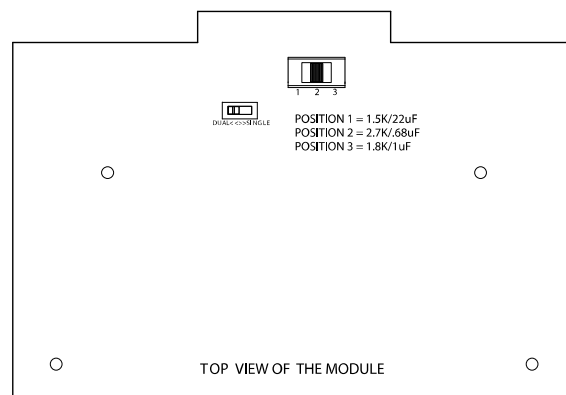 1 2 3
DUAL<<>>SINGLE
POSITION 1 = 1.5K/22uF
POSITION 2 = 2.7K/.68uF
POSITION 3 = 1.8K/1uF
TOP VIEW OF THE MODULE